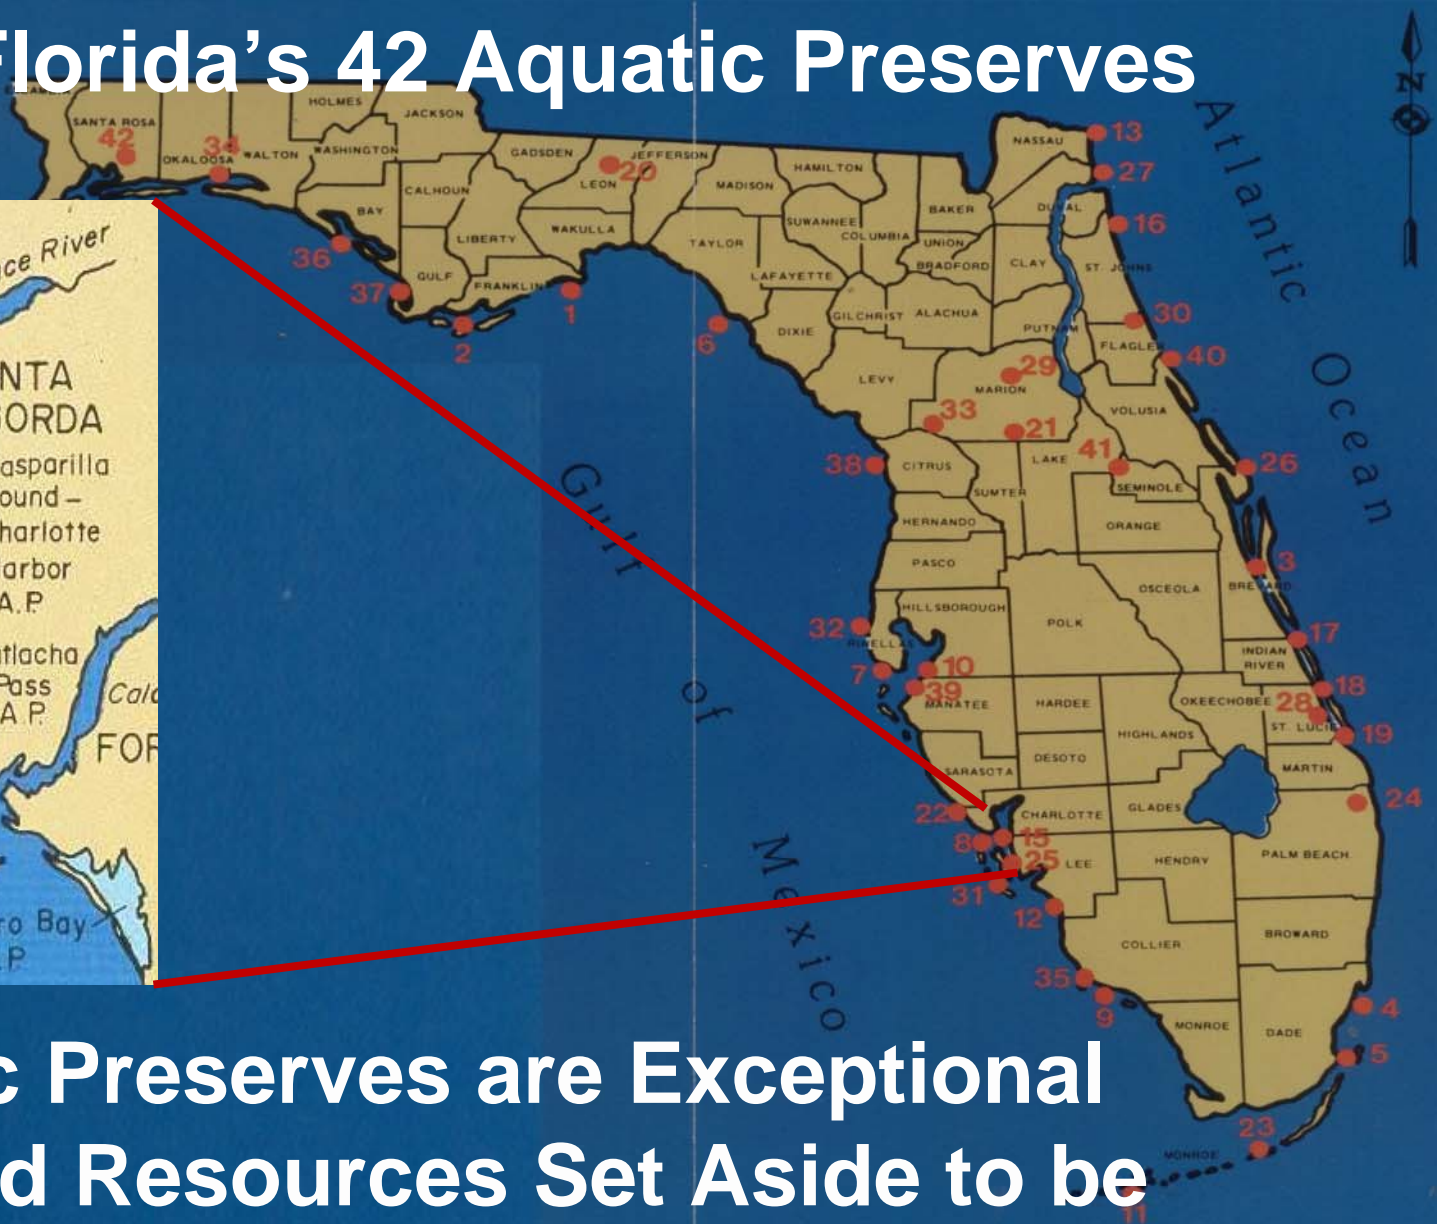 Florida's 42 Aquatic Preserves
N
Atlantic Ocean
Gulf of Mexico
SANTA ROSA
42
OKALOOSA
34
WALTON
HOLMES
WASHINGTON
JACKSON
BAY
36
CALHOUN
GULF
37
LIBERTY
GADSDEN
LEON
20
JEFFERSON
WAKULLA
FRANKLIN
1
2
MADISON
TAYLOR
6
HAMILTON
SUWANNEE
COLUMBIA
LAFAYETTE
DIXIE
GILCHRIST
BAKER
UNION
BRADFORD
ALACHUA
NASSAU
13
27
DUVAL
16
CLAY
ST. JOHNS
PUTNAM
30
FLAGLER
40
LEVY
MARION
29
33
21
VOLUSIA
26
38
CITRUS
LAKE
41
SEMINOLE
SUMTER
HERNANDO
ORANGE
PASCO
OSCEOLA
BREVARD
3
HILLSBOROUGH
32
PINELLAS
POLK
7
10
39
MANATEE
HARDEE
HIGHLANDS
OKEECHOBEE
INDIAN
RIVER
17
18
28
ST. LUCIE
19
SARASOTA
DESOTO
MARTIN
22
CHARLOTTE
GLADES
24
8
15
25
LEE
HENDRY
PALM BEACH
31
12
COLLIER
BROWARD
35
9
MONROE
DADE
4
5
23
MONROE
11
ce River
NTA
GORDA
asparilla
ound –
harlotte
arbor
A.P.
tlacha
Pass
A.P.
Calo
FOR
ro Bay
.P.
c Preserves are Exceptional
d Resources Set Aside to be